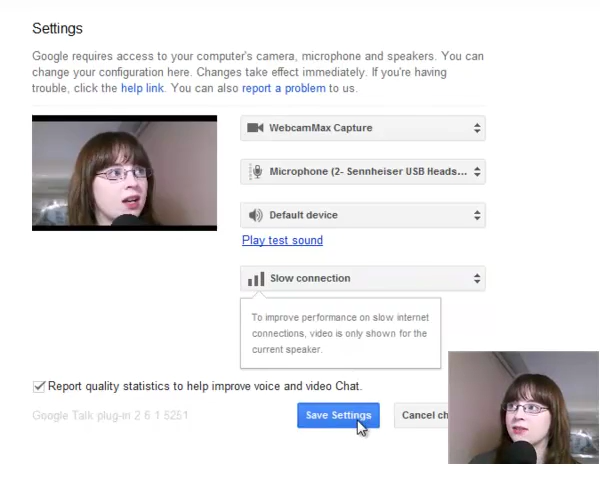 Settings
Google requires access to your computer's camera, microphone and speakers. You can
change your configuration here. Changes take effect immediately. If you're having
trouble, click the help link. You can also report a problem to us.
WebcamMax Capture
Microphone (2- Sennheiser USB Heads...
Default device
Play test sound
Slow connection
To improve performance on slow internet
connections, video is only shown for the
current speaker.
Report quality statistics to help improve voice and video Chat.
Google Talk plug-in 2 6 1 5251
Save Settings
Cancel ch